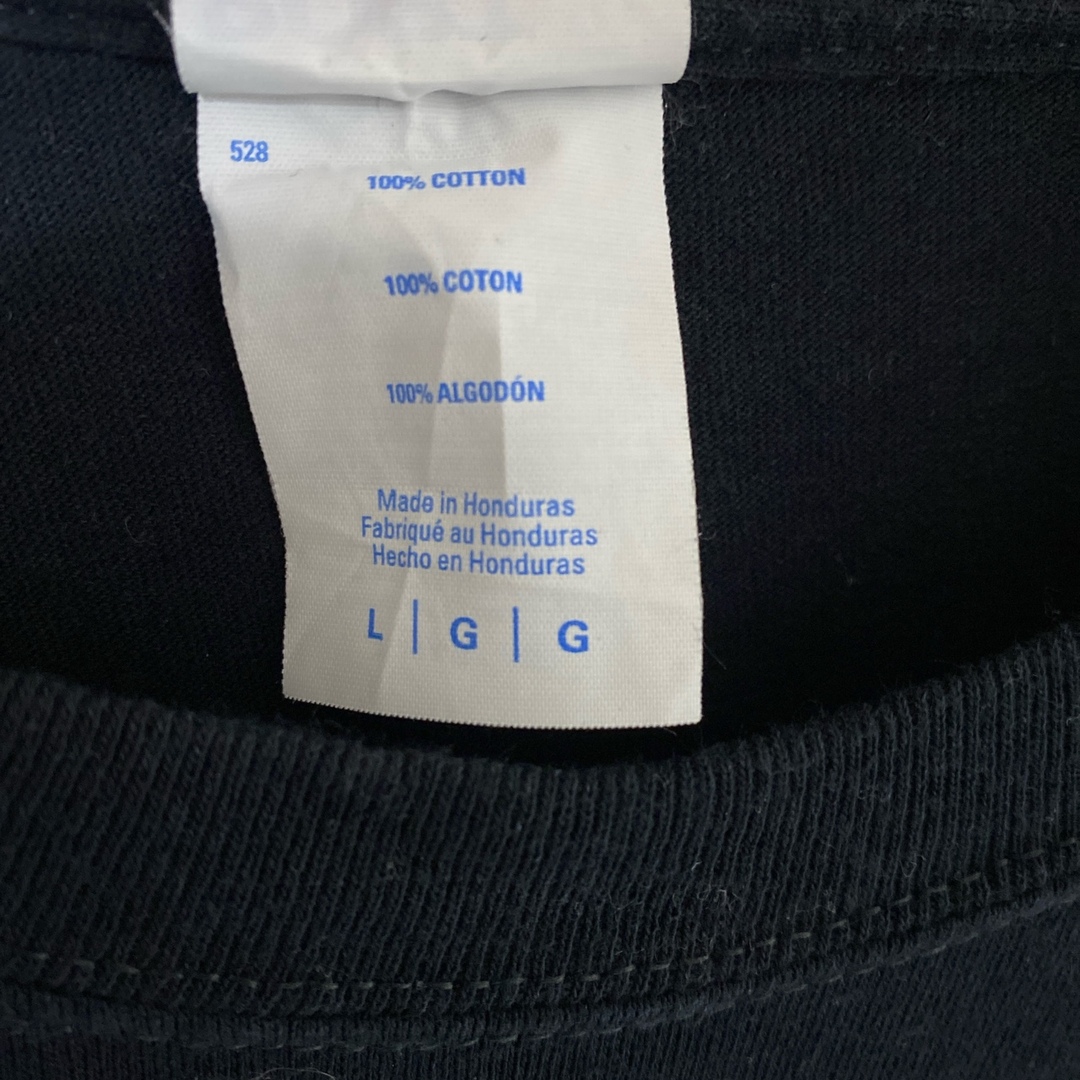 528
100% COTTON
100% COTON
100% ALGODÓN
Made in Honduras
Fabriqué au Honduras
Hecho en Honduras
L | G | G